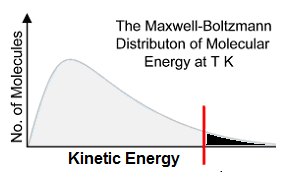 The Maxwell-Boltzmann
Distributon of Molecular
Energy at T K
No. of Molecules
Kinetic Energy